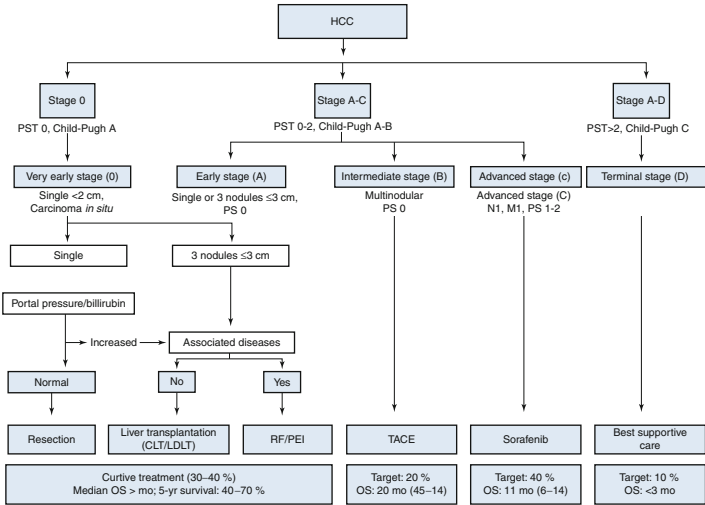 HCC
Stage 0
PST 0, Child-Pugh A
Stage A-C
PST 0-2, Child-Pugh A-B
Stage A-D
PST>2, Child-Pugh C
Very early stage (0)
Single <2 cm,
Carcinoma in situ
Early stage (A)
Single or 3 nodules ≤3 cm,
PS 0
Intermediate stage (B)
Multinodular
PS 0
Advanced stage (c)
Advanced stage (C)
N1, M1, PS 1-2
Terminal stage (D)
Single
3 nodules ≤3 cm
Portal pressure/billirubin
Increased
Associated diseases
Normal
No
Yes
Resection
Liver transplantation
(CLT/LDLT)
RF/PEI
TACE
Sorafenib
Best supportive
care
Curtive treatment (30–40 %)
Median OS > mo; 5-yr survival: 40–70 %
Target: 20 %
OS: 20 mo (45–14)
Target: 40 %
OS: 11 mo (6–14)
Target: 10 %
OS: <3 mo